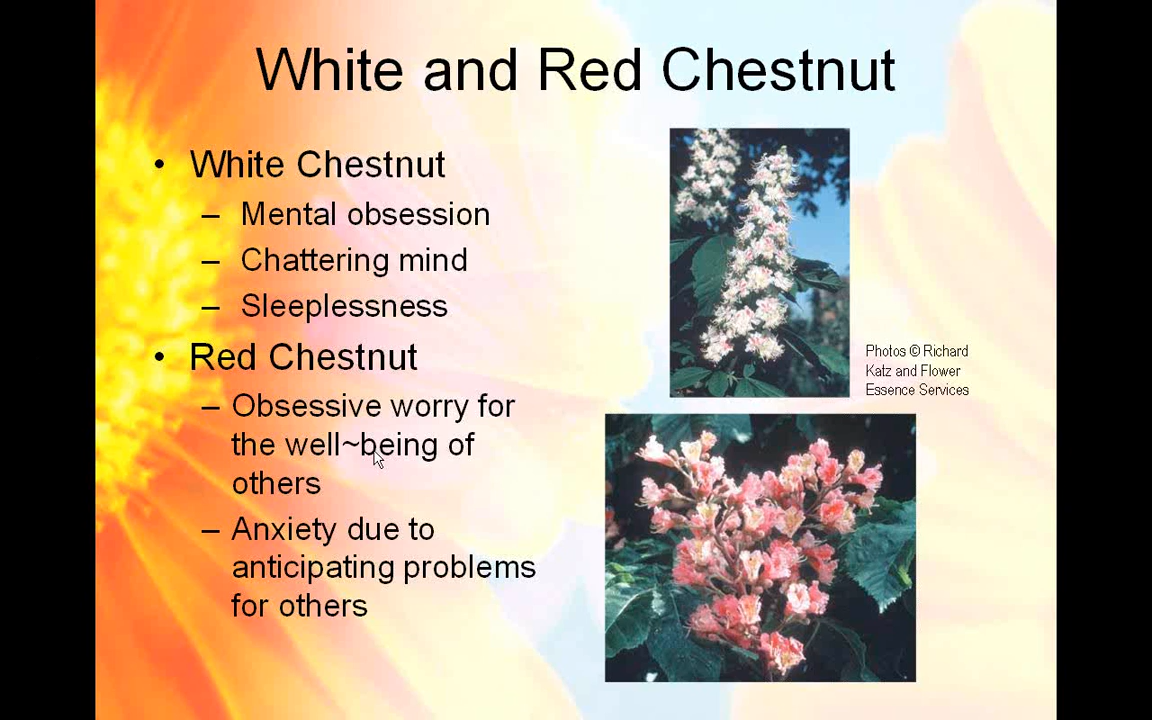 White and Red Chestnut
• White Chestnut
– Mental obsession
– Chattering mind
– Sleeplessness
• Red Chestnut
– Obsessive worry for
the well~being of
others
– Anxiety due to
anticipating problems
for others
Photos © Richard
Katz and Flower
Essence Services